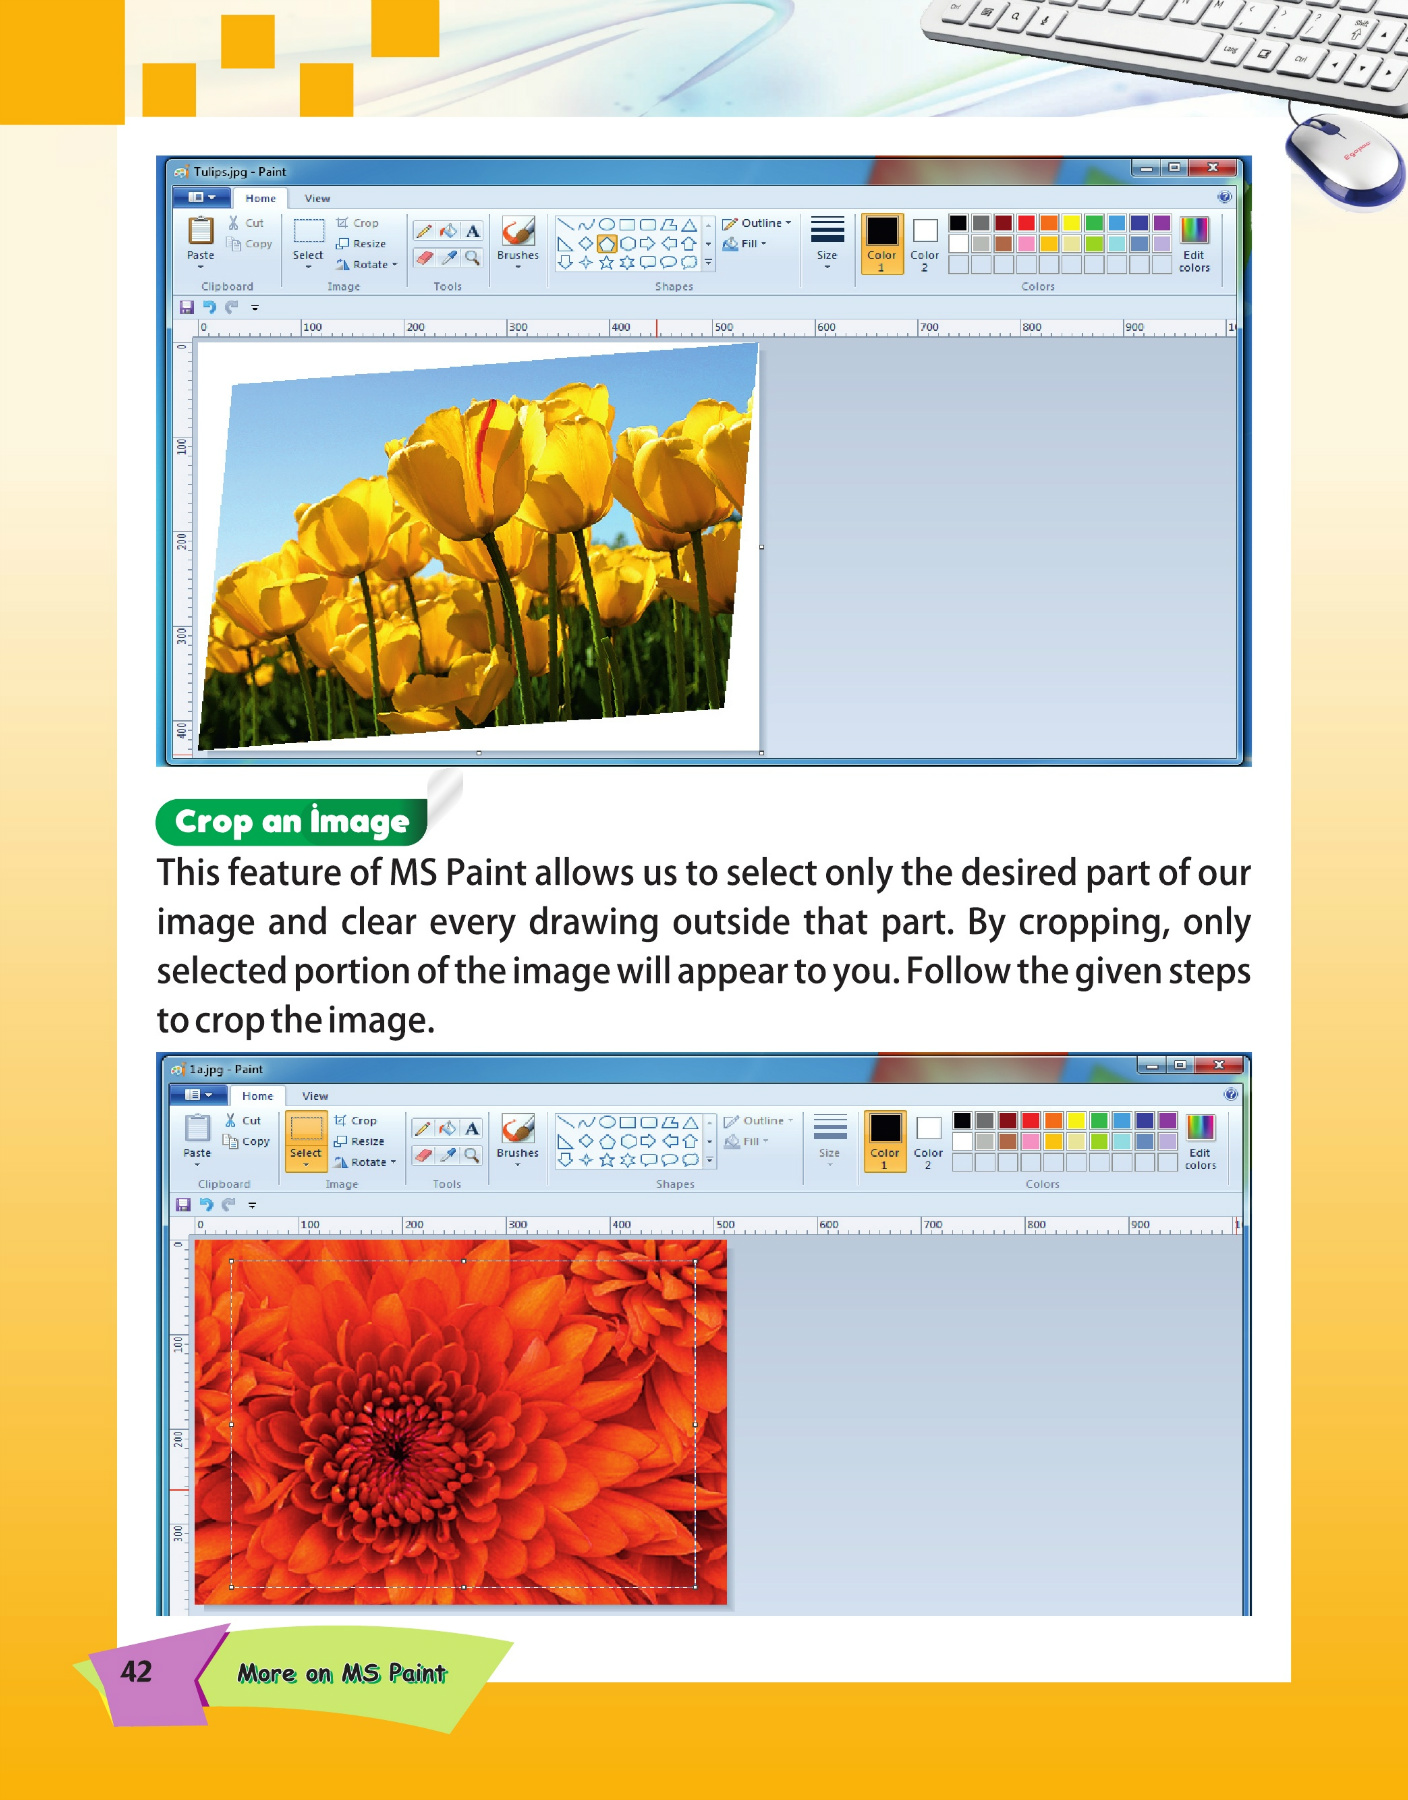 Ctrl
Lang
Ctrl
Shift
Tulips.jpg - Paint
Home View
Cut
Copy
Paste
Clipboard
Select
Crop
Resize
Rotate
Image
A
Tools
Brushes
Shapes
Outline
Fill
Size
Color 1
Color 2
Edit colors
Colors
0 100 200 300 400 500 600 700 800 900 1
0
100
200
300
400
Crop an image
This feature of MS Paint allows us to select only the desired part of our
image and clear every drawing outside that part. By cropping, only
selected portion of the image will appear to you. Follow the given steps
to crop the image.
1a.jpg - Paint
Home View
Cut
Copy
Paste
Clipboard
Select
Crop
Resize
Rotate
Image
A
Tools
Brushes
Shapes
Outline
Fill
Size
Color 1
Color 2
Edit colors
Colors
0 100 200 300 400 500 600 700 800 900 1
0
100
200
300
42
More on MS Paint